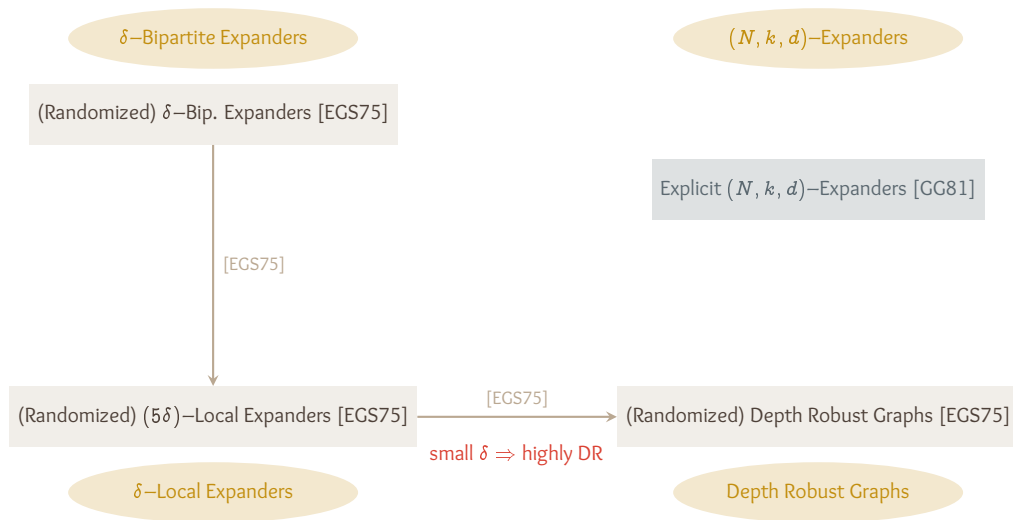 δ–Bipartite Expanders
(N, k, d)–Expanders
(Randomized) δ–Bip. Expanders [EGS75]
Explicit (N, k, d)–Expanders [GG81]
[EGS75]
(Randomized) (5δ)–Local Expanders [EGS75]
[EGS75]
small δ ⇒ highly DR
(Randomized) Depth Robust Graphs [EGS75]
δ–Local Expanders
Depth Robust Graphs